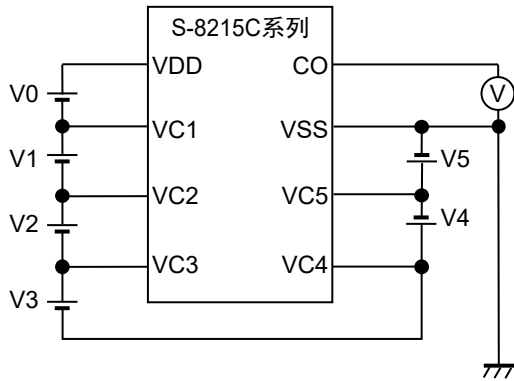 S-8215C系列
VDD
CO
V0
V
VC1
VSS
V1
V5
VC2
VC5
V2
V4
VC3
VC4
V3